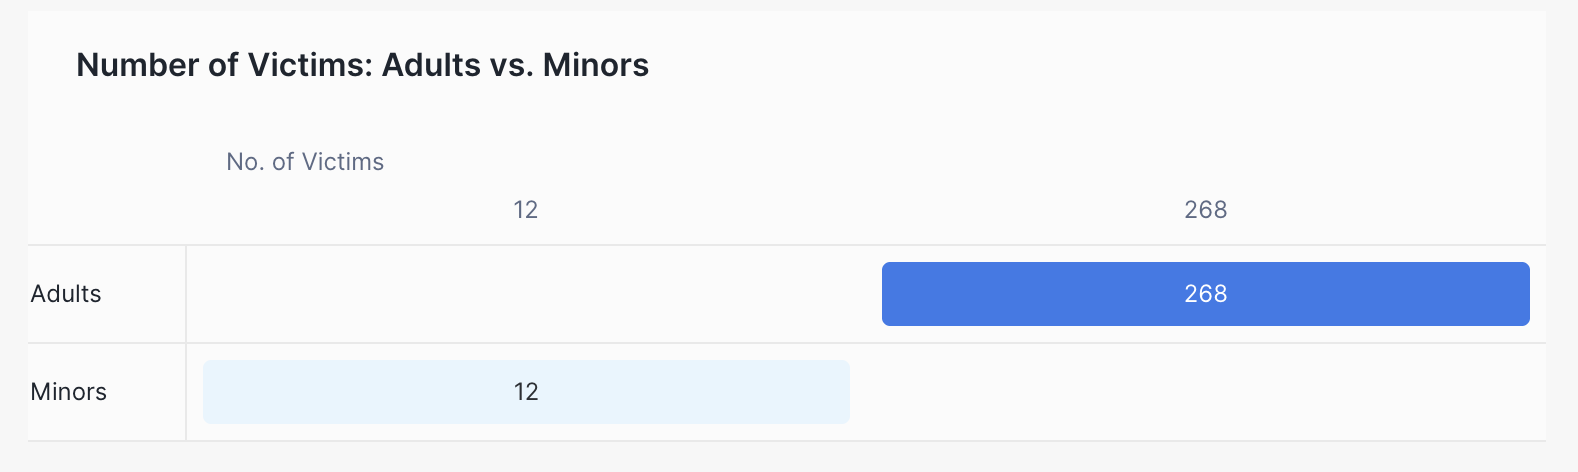 Number of Victims: Adults vs. Minors
No. of Victims
12 268
Adults 268
Minors 12